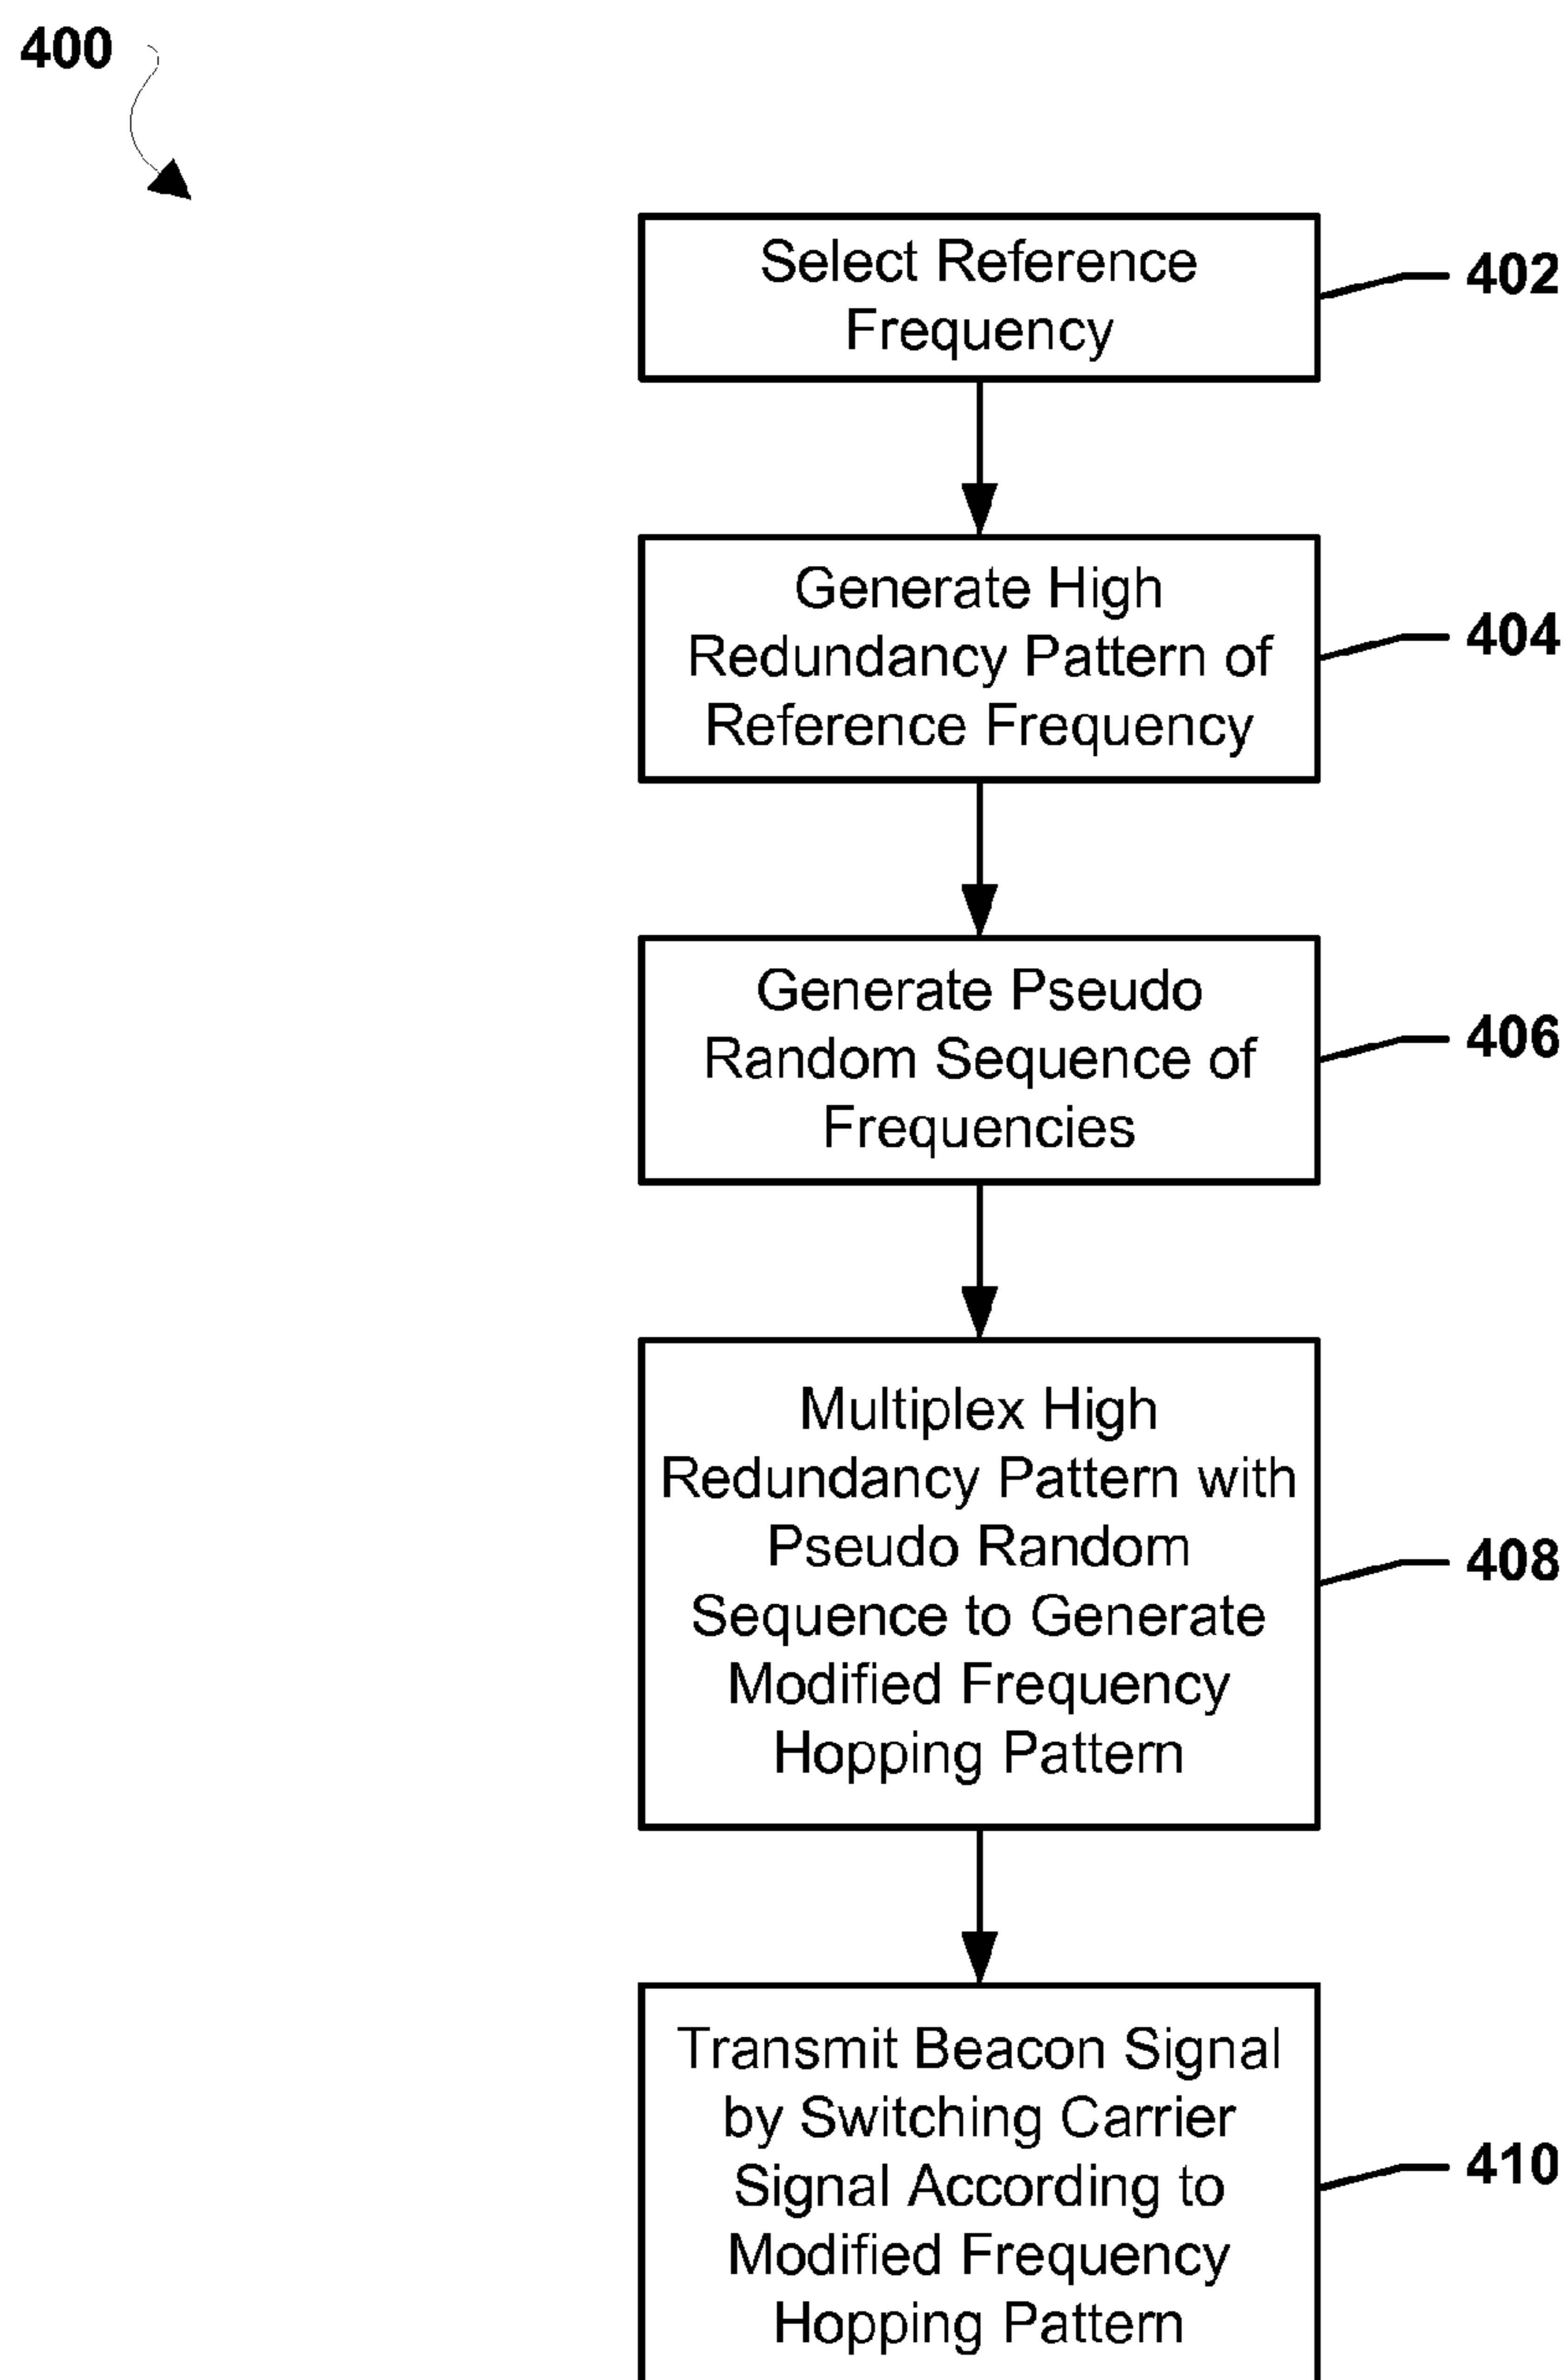 400
Select Reference
Frequency
402
Generate High
Redundancy Pattern of
Reference Frequency
404
Generate Pseudo
Random Sequence of
Frequencies
406
Multiplex High
Redundancy Pattern with
Pseudo Random
Sequence to Generate
Modified Frequency
Hopping Pattern
408
Transmit Beacon Signal
by Switching Carrier
Signal According to
Modified Frequency
Hopping Pattern
410